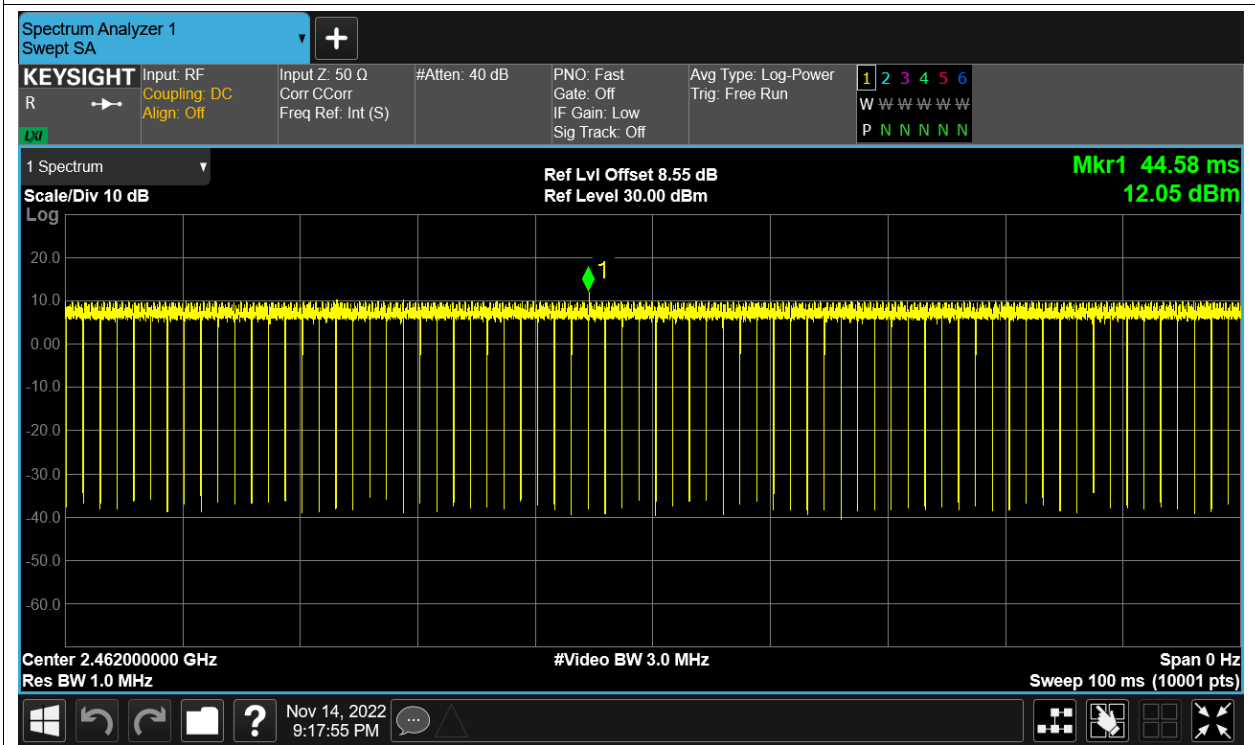 Spectrum Analyzer 1
Swept SA
KEYSIGHT
R
LXI
Input: RF
Coupling: DC
Align: Off
Input Z: 50 Ω
Corr CCorr
Freq Ref: Int (S)
#Atten: 40 dB
PNO: Fast
Gate: Off
IF Gain: Low
Sig Track: Off
Avg Type: Log-Power
Trig: Free Run
1 2 3 4 5 6
W W W W W W
P N N N N N
1 Spectrum
Scale/Div 10 dB
Log
Ref Lvl Offset 8.55 dB
Ref Level 30.00 dBm
Mkr1 44.58 ms
12.05 dBm
1
20.0
10.0
0.00
-10.0
-20.0
-30.0
-40.0
-50.0
-60.0
Center 2.462000000 GHz
Res BW 1.0 MHz
#Video BW 3.0 MHz
Span 0 Hz
Sweep 100 ms (10001 pts)
?
Nov 14, 2022
9:17:55 PM